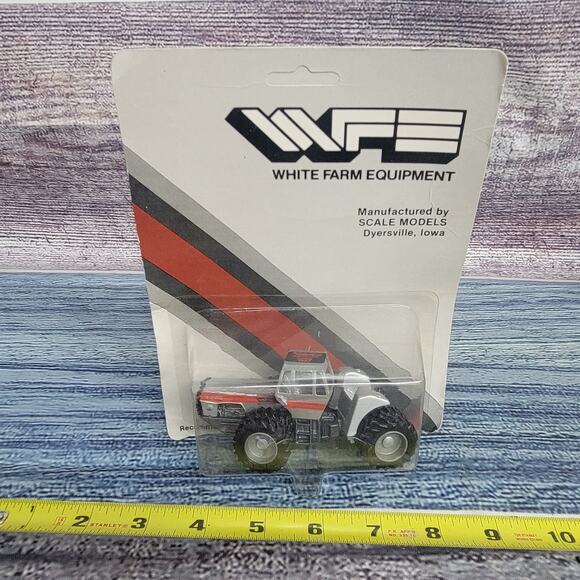 WFE
WHITE FARM EQUIPMENT
Manufactured by
SCALE MODELS
Dyersville, Iowa
1 2 STANLEY 3 4 5 6 7 8 9 10